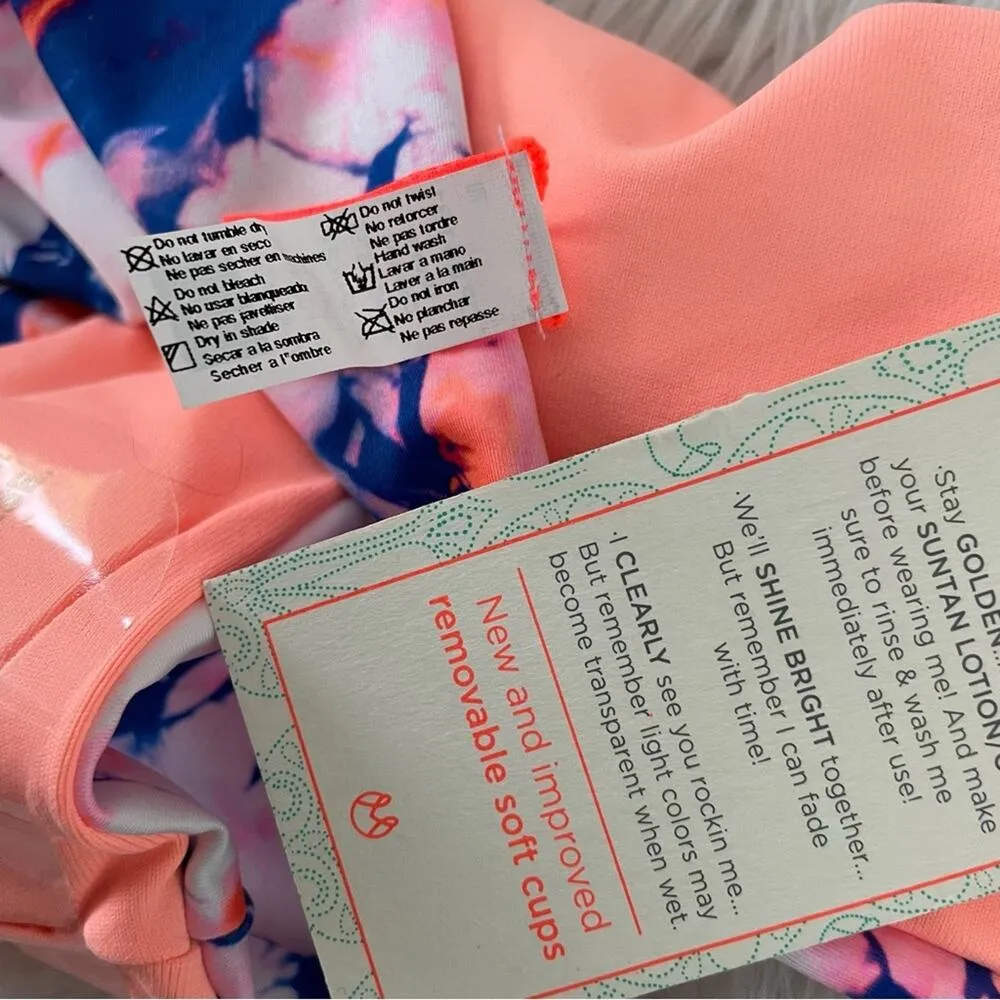 Do not tumble dry
No lavar en seco
Ne pas secher en machines
Do not bleach
No usar blanqueadu
Ne pas javelliser
Dry in shade
Secar a la sombra
Secher a l"ombre
Do not twist
No retorcer
Ne pas tordre
Hand wash
Lavar a mano
Laver a la main
Do not iron
No planchar
Ne pas repasse
·Stay GOLDEN...
your SUNTAN LOTION/
before wearing me! And make
sure to rinse & wash me
immediately after use!
·We'll SHINE BRIGHT together...
But remember I can fade
with time!
·I CLEARLY see you rockin me...
But remember light colors may
become transparent when wet.
New and improved
removable soft cups